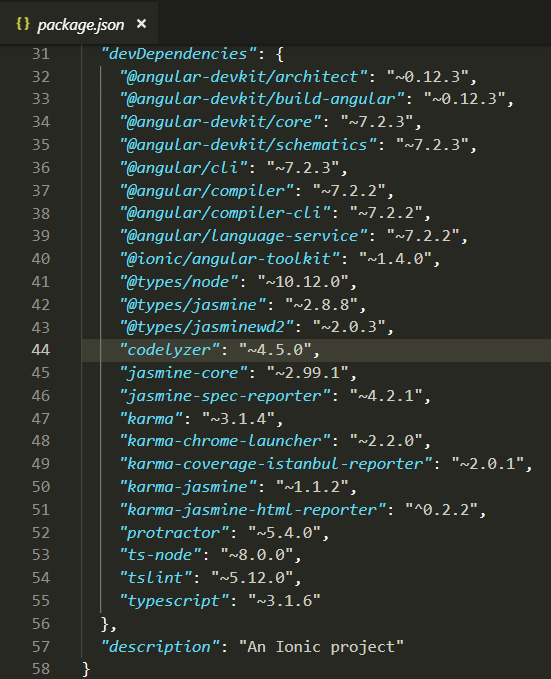 {} package.json ×
31 "devDependencies": {
32 "@angular-devkit/architect": "~0.12.3",
33 "@angular-devkit/build-angular": "~0.12.3",
34 "@angular-devkit/core": "~7.2.3",
35 "@angular-devkit/schematics": "~7.2.3",
36 "@angular/cli": "~7.2.3",
37 "@angular/compiler": "~7.2.2",
38 "@angular/compiler-cli": "~7.2.2",
39 "@angular/language-service": "~7.2.2",
40 "@ionic/angular-toolkit": "~1.4.0",
41 "@types/node": "~10.12.0",
42 "@types/jasmine": "~2.8.8",
43 "@types/jasminewd2": "~2.0.3",
44 "codelyzer": "~4.5.0",
45 "jasmine-core": "~2.99.1",
46 "jasmine-spec-reporter": "~4.2.1",
47 "karma": "~3.1.4",
48 "karma-chrome-launcher": "~2.2.0",
49 "karma-coverage-istanbul-reporter": "~2.0.1",
50 "karma-jasmine": "~1.1.2",
51 "karma-jasmine-html-reporter": "^0.2.2",
52 "protractor": "~5.4.0",
53 "ts-node": "~8.0.0",
54 "tslint": "~5.12.0",
55 "typescript": "~3.1.6"
56 },
57 "description": "An Ionic project"
58 }